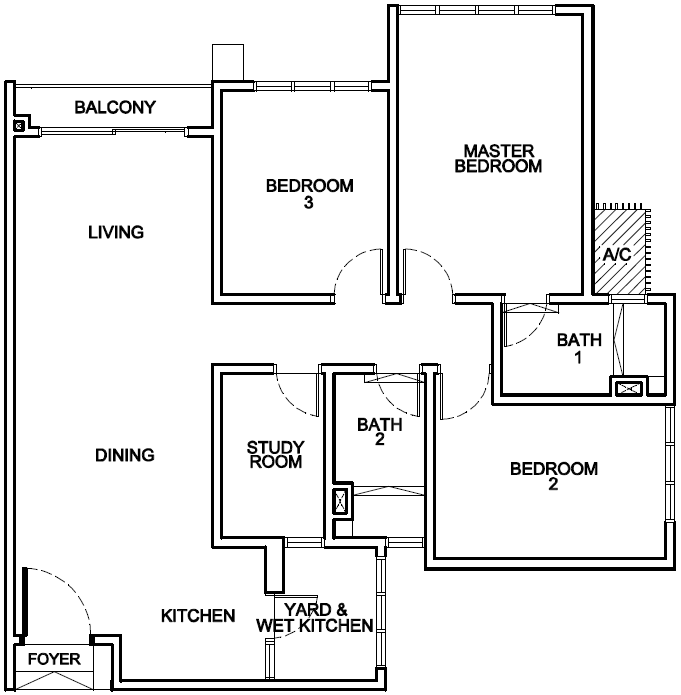 BALCONY
MASTER
BEDROOM
BEDROOM
3
LIVING
A/C
BATH
1
BATH
2
STUDY
ROOM
DINING
BEDROOM
2
KITCHEN
YARD &
WET KITCHEN
FOYER